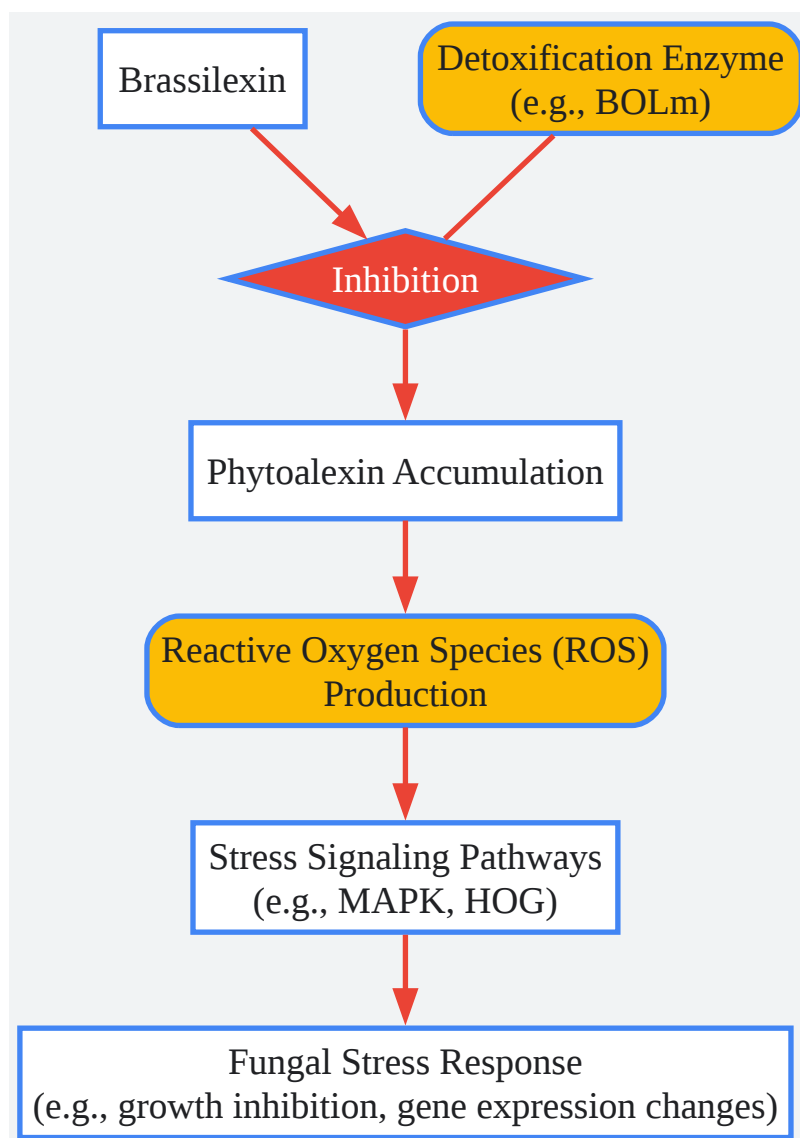 Brassilexin
Detoxification Enzyme
(e.g., BOLm)
Inhibition
Phytoalexin Accumulation
Reactive Oxygen Species (ROS)
Production
Stress Signaling Pathways
(e.g., MAPK, HOG)
Fungal Stress Response
(e.g., growth inhibition, gene expression changes)